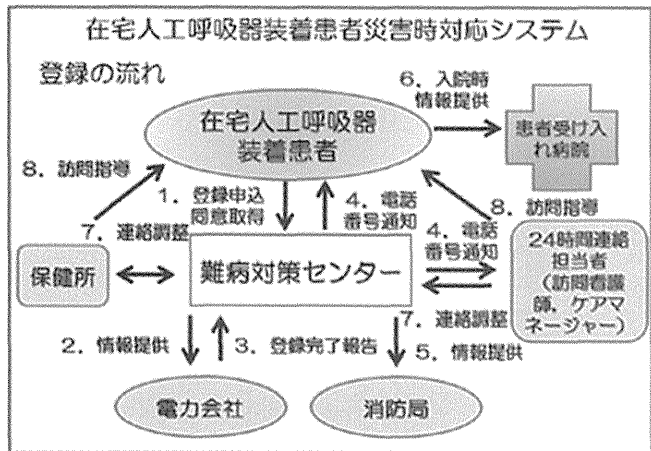 在宅人工呼吸器装着患者災害時対応システム
登録の流れ
6．入院時
情報提供
在宅人工呼吸器
装着患者
患者受け入
れ病院
8．訪問指導
1．登録申込
同意取得
4．電話
番号通知
8．訪問指導
7．連絡調整
4．電話
番号通知
保健所
難病対策センター
24時間連絡
担当者
（訪問看護
師，ケアマ
ネージャー）
7．連絡調整
2．情報提供
3．登録完了報告
5．情報提供
電力会社
消防局